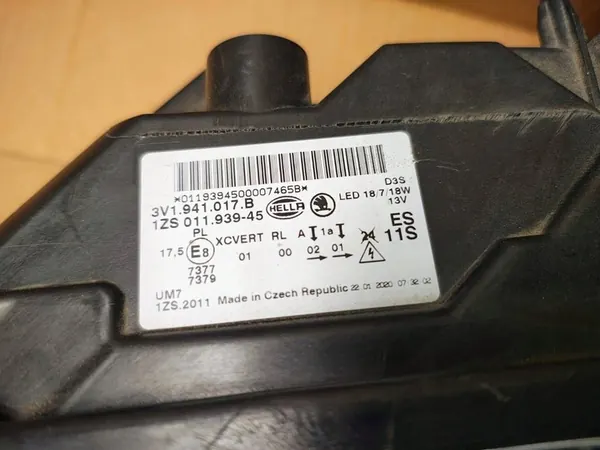 *0119394500007465B*
3V1.941.017.B HELLA D3S
1ZS 011.939-45 LED 18/7/18W
13V
PL ES
17,5 E8 XCVERT RL A 1a 24 11S
01 00 02 01
7377
7379
UM7
1ZS.2011 Made in Czech Republic 22.01.2020 07:32:02